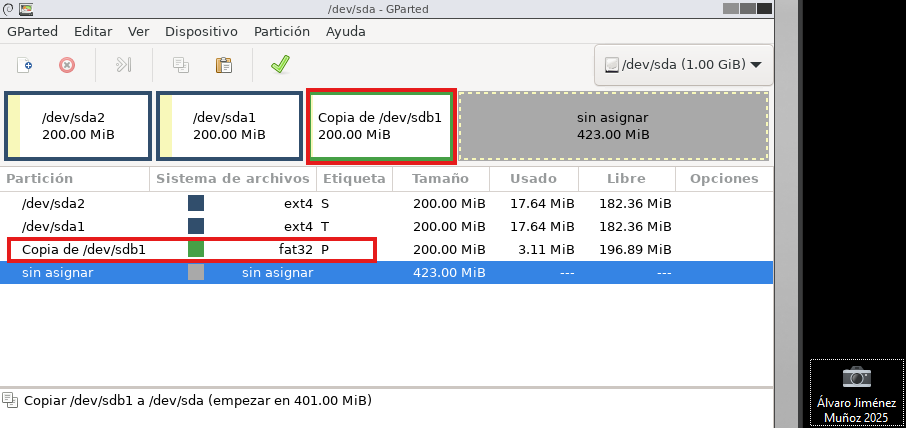 /dev/sda - GParted
GParted Editar Ver Dispositivo Partición Ayuda
/dev/sda (1.00 GiB)
/dev/sda2
200.00 MiB
/dev/sda1
200.00 MiB
Copia de /dev/sdb1
200.00 MiB
sin asignar
423.00 MiB
Partición Sistema de archivos Etiqueta Tamaño Usado Libre Opciones
/dev/sda2 ext4 S 200.00 MiB 17.64 MiB 182.36 MiB
/dev/sda1 ext4 T 200.00 MiB 17.64 MiB 182.36 MiB
Copia de /dev/sdb1 fat32 P 200.00 MiB 3.11 MiB 196.89 MiB
sin asignar sin asignar 423.00 MiB --- ---
Copiar /dev/sdb1 a /dev/sda (empezar en 401.00 MiB)
Álvaro Jiménez
Muñoz 2025